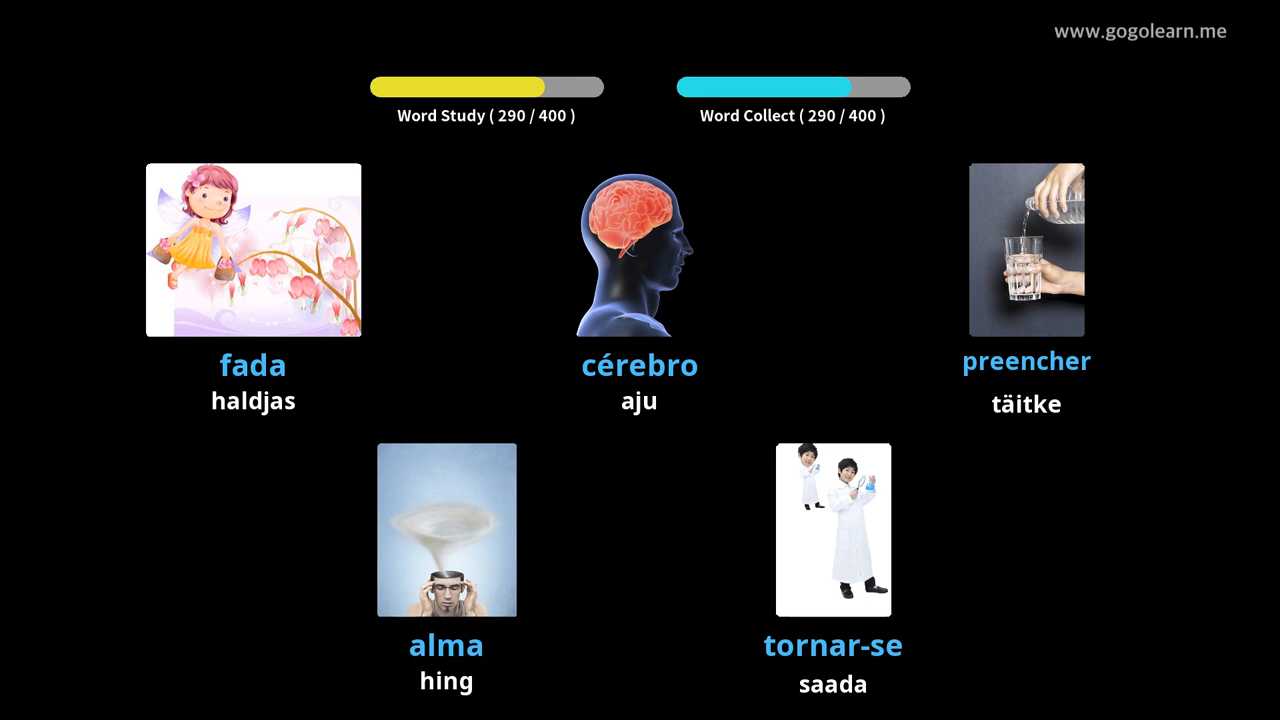 www.gogolearn.me
Word Study ( 290 / 400 )
Word Collect ( 290 / 400 )
fada
haldjas
cérebro
aju
preencher
täitke
alma
hing
tornar-se
saada